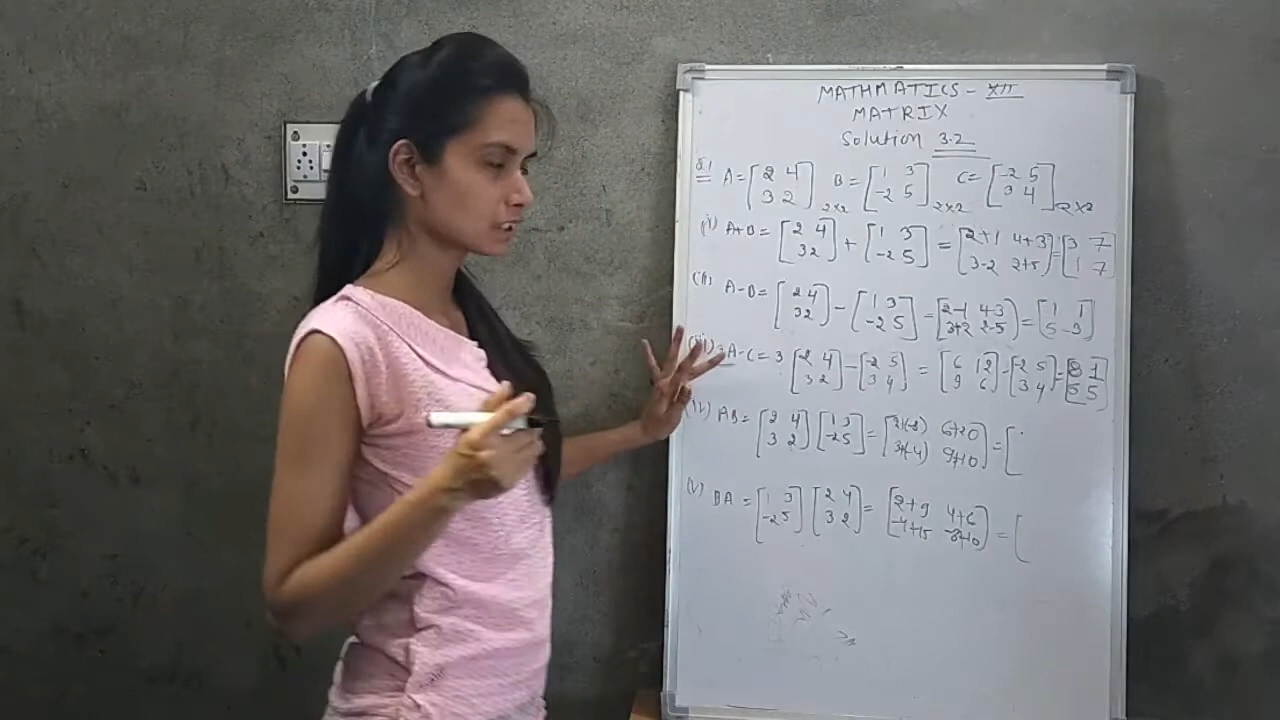 MATHMATICS - XII
MATRIX
Solution 3.2
Q.1 A = [2 4 3 2] 2x2 B = [1 3 -2 5] 2x2 C = [-2 5 3 4] 2x2
(i) A+B = [2 4 3 2] + [1 3 -2 5] = [2+1 4+3 3-2 2+5] = [3 7 1 7]
(ii) A-B = [2 4 3 2] - [1 3 -2 5] = [2-1 4-3 3+2 2-5] = [1 1 5 -3]
(iii) 3A-C = 3 [2 4 3 2] - [-2 5 3 4] = [6 12 9 6] - [-2 5 3 4] = [8 7
(iv) AB = [2 4 3 2] [1 3 -2 5] = [2+(-8) 6+20 3+(-4) 9+10] = [
(v) BA = [1 3 -2 5] [2 4 3 2] = [2+9 4+6 -4+15 -8+10] = [